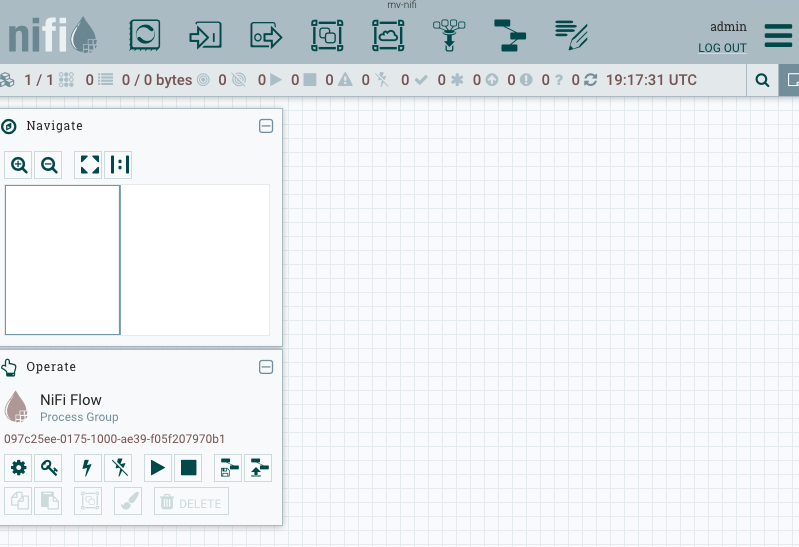 my-nifi
nifi
admin
LOG OUT
1 / 1 0 0 / 0 bytes 0 0 0 0 0 0 0 0 0 0 ? 0 19:17:31 UTC
Navigate
Operate
NiFi Flow
Process Group
097c25ee-0175-1000-ae39-f05f207970b1
DELETE